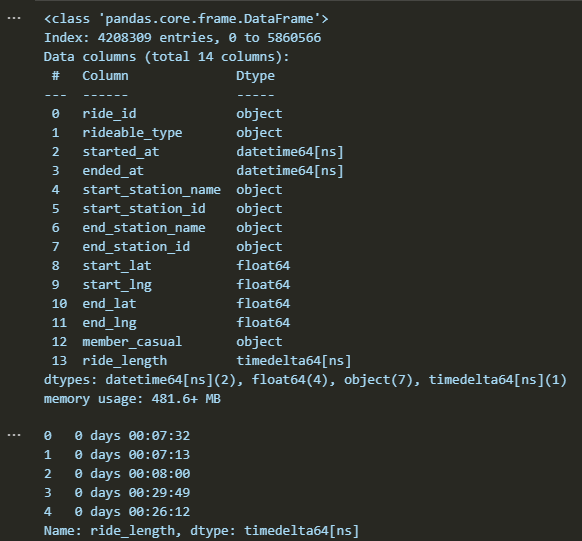 ... <class 'pandas.core.frame.DataFrame'>
Index: 4208309 entries, 0 to 5860566
Data columns (total 14 columns):
 #   Column              Dtype
---  ------              -----
 0   ride_id             object
 1   rideable_type       object
 2   started_at          datetime64[ns]
 3   ended_at            datetime64[ns]
 4   start_station_name  object
 5   start_station_id    object
 6   end_station_name    object
 7   end_station_id      object
 8   start_lat           float64
 9   start_lng           float64
 10  end_lat             float64
 11  end_lng             float64
 12  member_casual       object
 13  ride_length         timedelta64[ns]
dtypes: datetime64[ns](2), float64(4), object(7), timedelta64[ns](1)
memory usage: 481.6+ MB
... 0   0 days 00:07:32
1   0 days 00:07:13
2   0 days 00:08:00
3   0 days 00:29:49
4   0 days 00:26:12
Name: ride_length, dtype: timedelta64[ns]